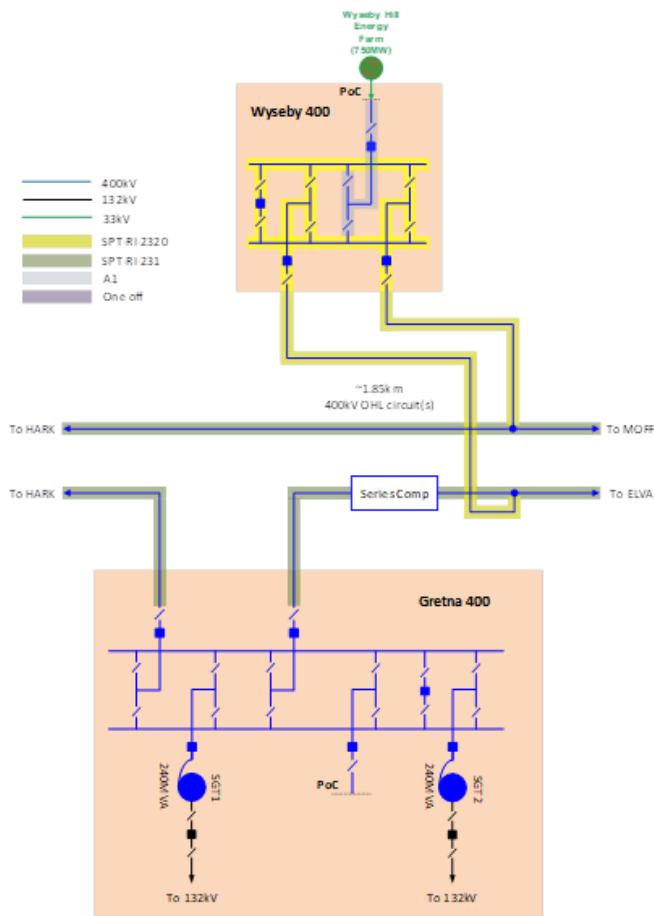 Wyseby Hill
Energy
Farm
(750MW)
PoC
Wyseby 400
400kV
132kV
33kV
SPT-RI-2320
SPT-RI-231
A1
One off
~1.85km
400kV OHL circuit(s)
To HARK
To MOFF
To HARK
Series Comp
To ELVA
Gretna 400
SGT1
240MVA
PoC
SGT2
240MVA
To 132kV
To 132kV